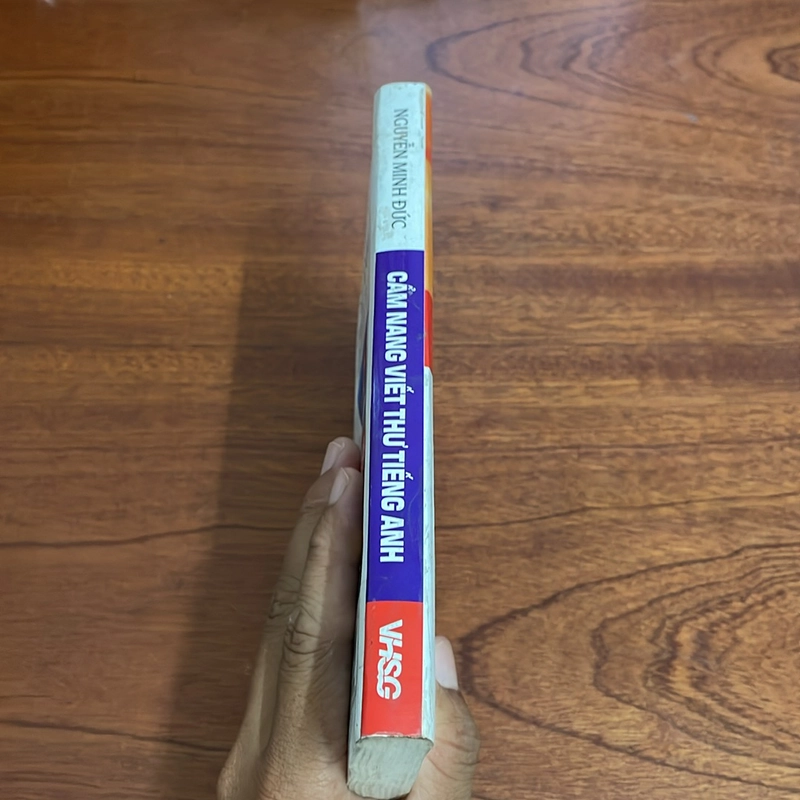 NGUYỄN MINH ĐỨC
CẨM NANG VIẾT THƯ TIẾNG ANH
VHSG